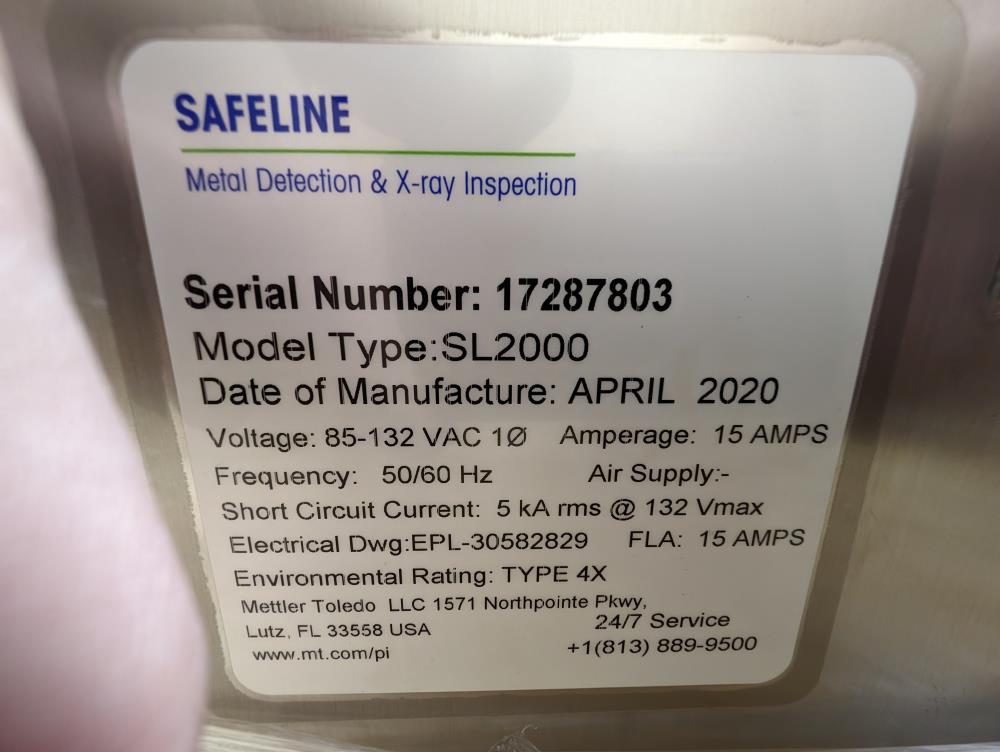 SAFELINE
Metal Detection & X-ray Inspection
Serial Number: 17287803
Model Type:SL2000
Date of Manufacture: APRIL 2020
Voltage: 85-132 VAC 1Ø Amperage: 15 AMPS
Frequency: 50/60 Hz Air Supply:-
Short Circuit Current: 5 kA rms @ 132 Vmax
Electrical Dwg:EPL-30582829 FLA: 15 AMPS
Environmental Rating: TYPE 4X
Mettler Toledo LLC 1571 Northpointe Pkwy,
Lutz, FL 33558 USA
24/7 Service
www.mt.com/pi
+1(813) 889-9500